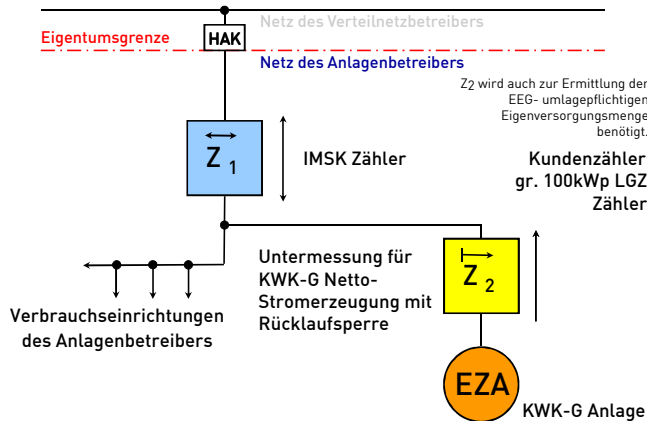 Netz des Verteilnetzbetreibers
Eigentumsgrenze
HAK
Netz des Anlagenbetreibers
Z2 wird auch zur Ermittlung der
EEG- umlagepflichtigen
Eigenversorgungsmenge
benötigt.
Z 1
IMSK Zähler
Kundenzähler
gr. 100kWp LGZ
Zähler
Untermessung für
KWK-G Netto-
Stromerzeugung mit
Rücklaufsperre
Z 2
Verbrauchseinrichtungen
des Anlagenbetreibers
EZA
KWK-G Anlage